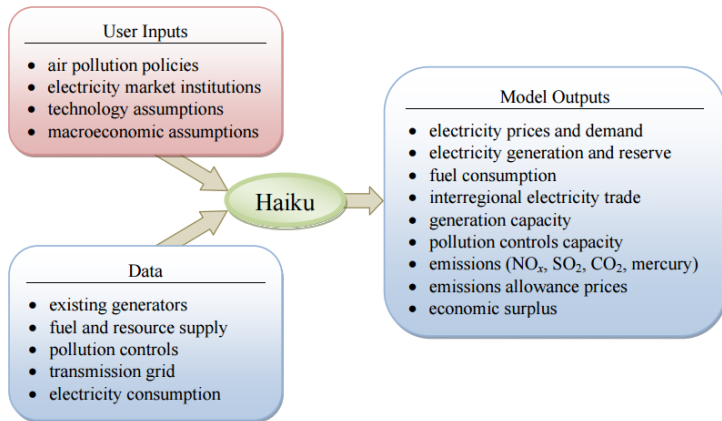 User Inputs
• air pollution policies
• electricity market institutions
• technology assumptions
• macroeconomic assumptions
Haiku
Data
• existing generators
• fuel and resource supply
• pollution controls
• transmission grid
• electricity consumption
Model Outputs
• electricity prices and demand
• electricity generation and reserve
• fuel consumption
• interregional electricity trade
• generation capacity
• pollution controls capacity
• emissions (NOₓ, SO₂, CO₂, mercury)
• emissions allowance prices
• economic surplus